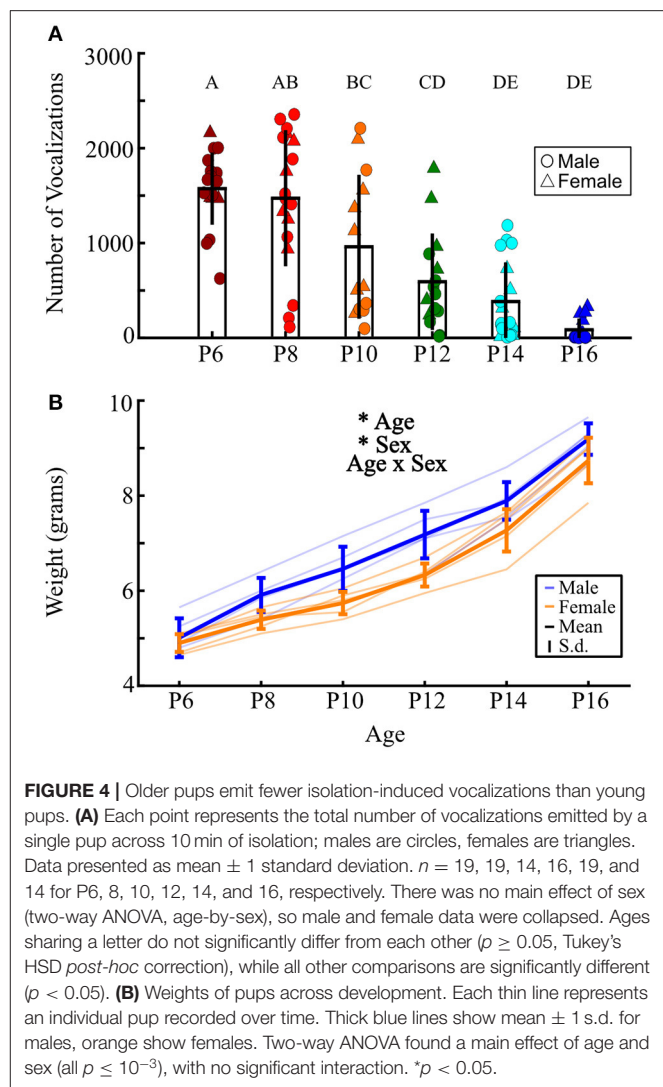 A
3000
A AB BC CD DE DE
Number of Vocalizations
2000
Male
Female
1000
0
P6 P8 P10 P12 P14 P16
B
10
* Age
* Sex
Age x Sex
8
Weight (grams)
6
Male
Female
Mean
S.d.
4
P6 P8 P10 P12 P14 P16
Age
FIGURE 4 | Older pups emit fewer isolation-induced vocalizations than young
pups. (A) Each point represents the total number of vocalizations emitted by a
single pup across 10 min of isolation; males are circles, females are triangles.
Data presented as mean ± 1 standard deviation. n = 19, 19, 14, 16, 19, and
14 for P6, 8, 10, 12, 14, and 16, respectively. There was no main effect of sex
(two-way ANOVA, age-by-sex), so male and female data were collapsed. Ages
sharing a letter do not significantly differ from each other (p ≥ 0.05, Tukey's
HSD post-hoc correction), while all other comparisons are significantly different
(p < 0.05). (B) Weights of pups across development. Each thin line represents
an individual pup recorded over time. Thick blue lines show mean ± 1 s.d. for
males, orange show females. Two-way ANOVA found a main effect of age and
sex (all p ≤ 10⁻³), with no significant interaction. *p < 0.05.